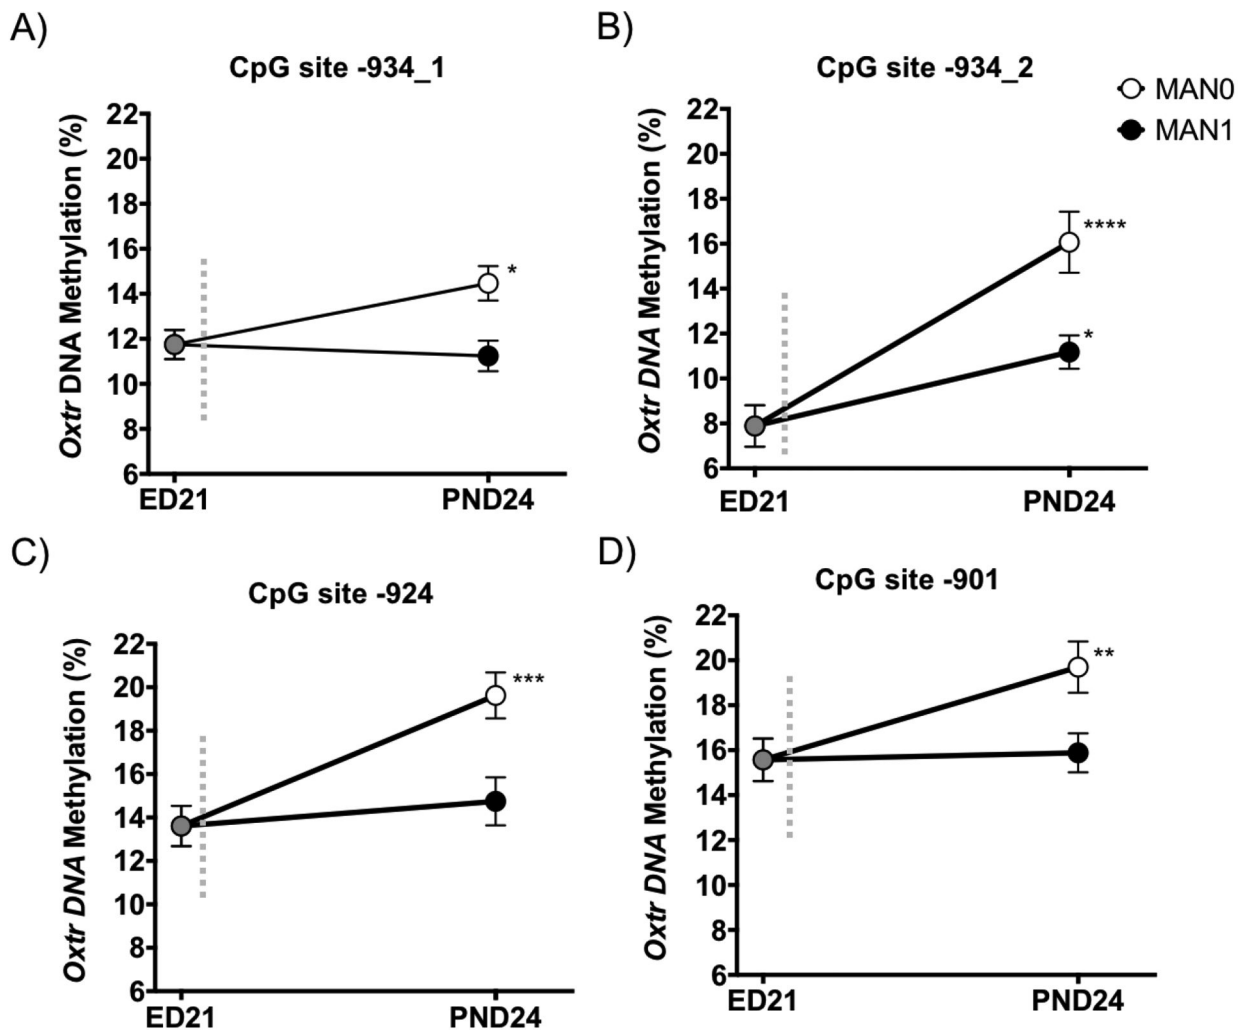 A)
CpG site -934_1
Oxtr DNA Methylation (%)
22
20
18
16
14
12
10
8
6
*
ED21
PND24
B)
CpG site -934_2
MAN0
MAN1
Oxtr DNA Methylation (%)
22
20
18
16
14
12
10
8
6
****
*
ED21
PND24
C)
CpG site -924
Oxtr DNA Methylation (%)
22
20
18
16
14
12
10
8
6
***
ED21
PND24
D)
CpG site -901
Oxtr DNA Methylation (%)
22
20
18
16
14
12
10
8
6
**
ED21
PND24